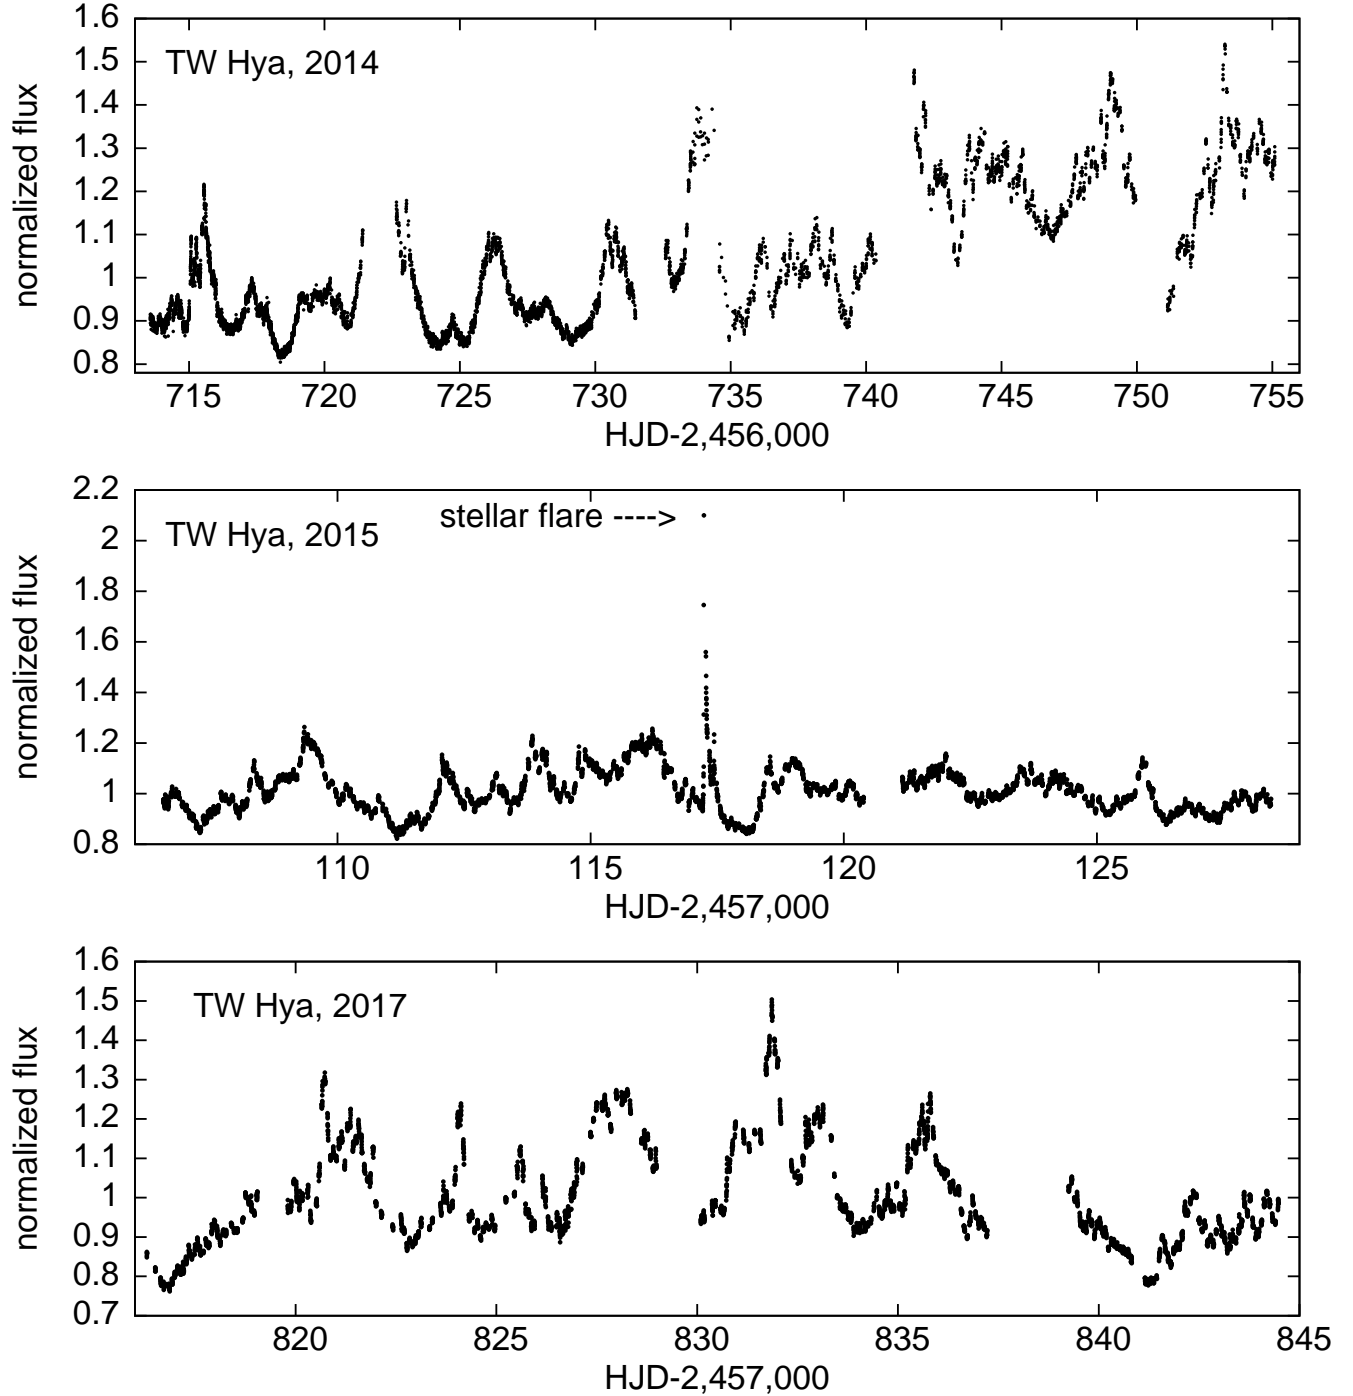 1.6
TW Hya, 2014
1.5
1.4
1.3
1.2
1.1
1
0.9
0.8
normalized flux
715 720 725 730 735 740 745 750 755
HJD-2,456,000
2.2
stellar flare ---->
TW Hya, 2015
2
1.8
1.6
1.4
1.2
1
0.8
normalized flux
110 115 120 125
HJD-2,457,000
1.6
TW Hya, 2017
1.5
1.4
1.3
1.2
1.1
1
0.9
0.8
0.7
normalized flux
820 825 830 835 840 845
HJD-2,457,000